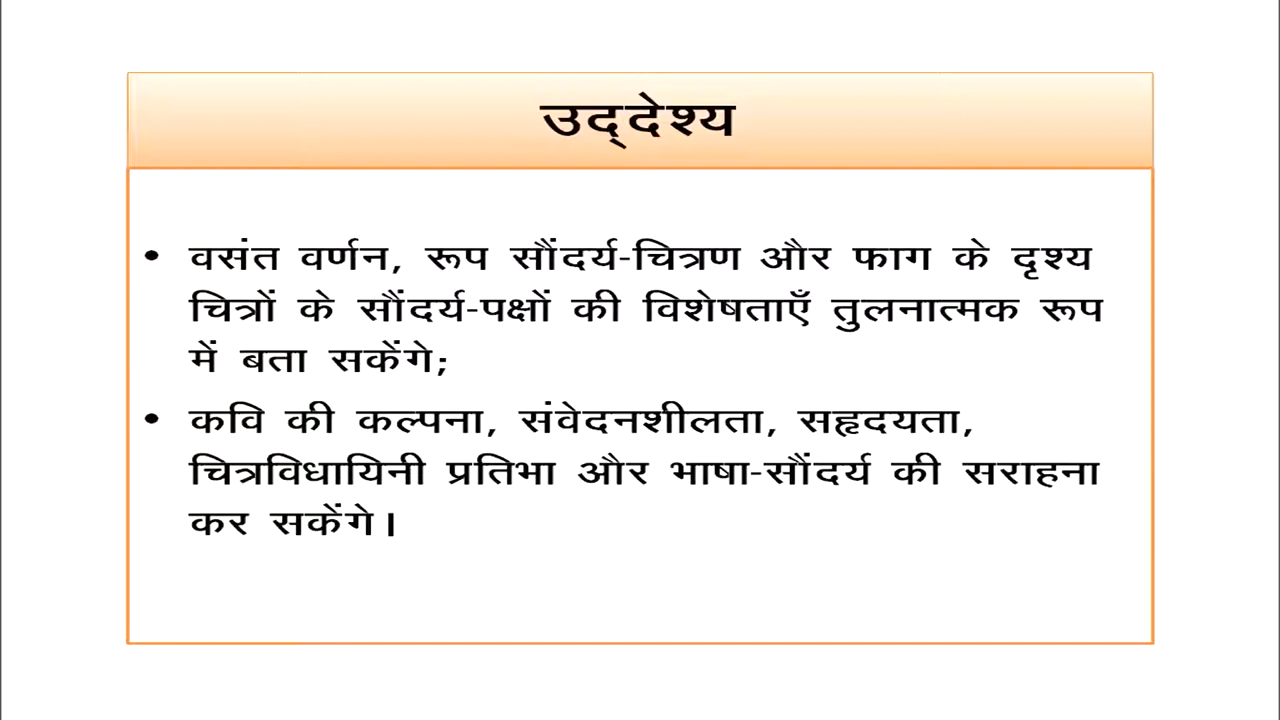 उद्देश्य
• वसंत वर्णन, रूप सौंदर्य-चित्रण और फाग के दृश्य
चित्रों के सौंदर्य-पक्षों की विशेषताएँ तुलनात्मक रूप
में बता सकेंगे;
• कवि की कल्पना, संवेदनशीलता, सहृदयता,
चित्रविधायिनी प्रतिभा और भाषा-सौंदर्य की सराहना
कर सकेंगे।